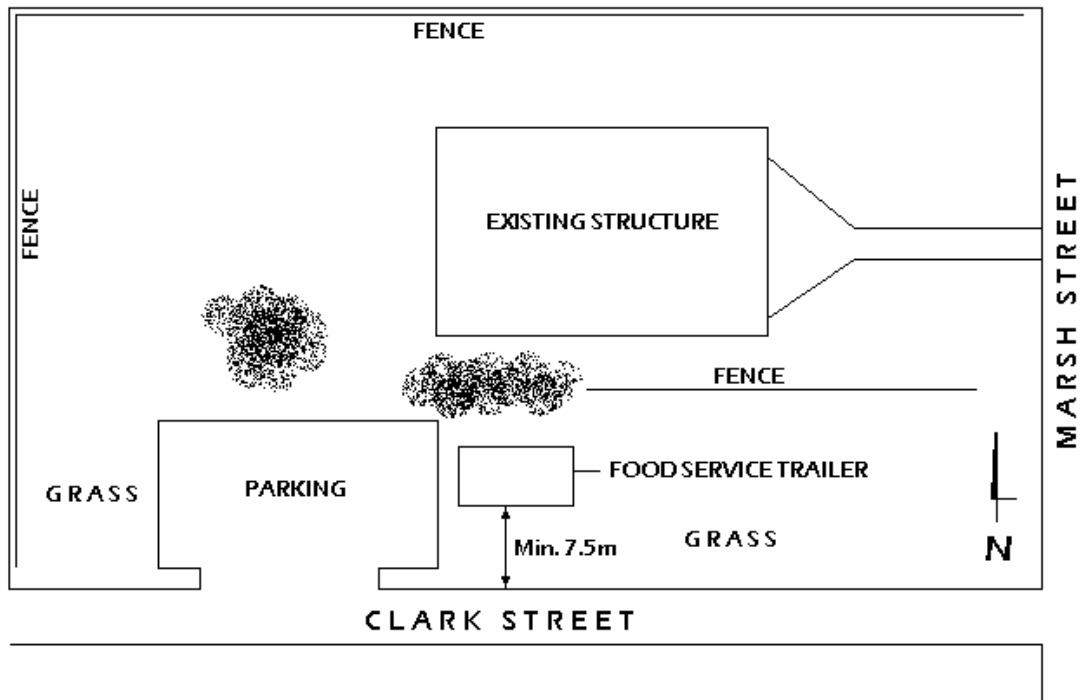 FENCE
FENCE
EXISTING STRUCTURE
MARSH STREET
FENCE
FOOD SERVICE TRAILER
GRASS
PARKING
Min. 7.5m
GRASS
N
CLARK STREET